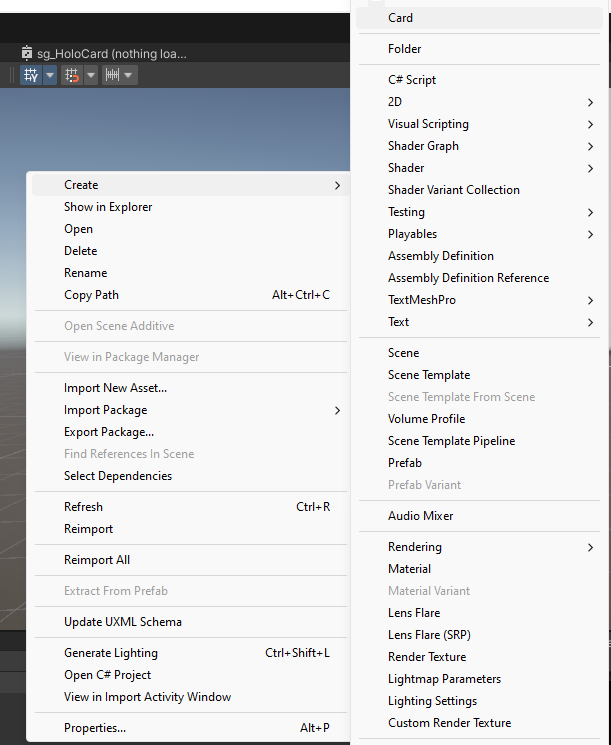 sg_HoloCard (nothing loa...
Create
Show in Explorer
Open
Delete
Rename
Copy Path Alt+Ctrl+C
Open Scene Additive
View in Package Manager
Import New Asset...
Import Package
Export Package...
Find References In Scene
Select Dependencies
Refresh Ctrl+R
Reimport
Reimport All
Extract From Prefab
Update UXML Schema
Generate Lighting Ctrl+Shift+L
Open C# Project
View in Import Activity Window
Properties... Alt+P
Card
Folder
C# Script
2D
Visual Scripting
Shader Graph
Shader
Shader Variant Collection
Testing
Playables
Assembly Definition
Assembly Definition Reference
TextMeshPro
Text
Scene
Scene Template
Scene Template From Scene
Volume Profile
Scene Template Pipeline
Prefab
Prefab Variant
Audio Mixer
Rendering
Material
Material Variant
Lens Flare
Lens Flare (SRP)
Render Texture
Lightmap Parameters
Lighting Settings
Custom Render Texture